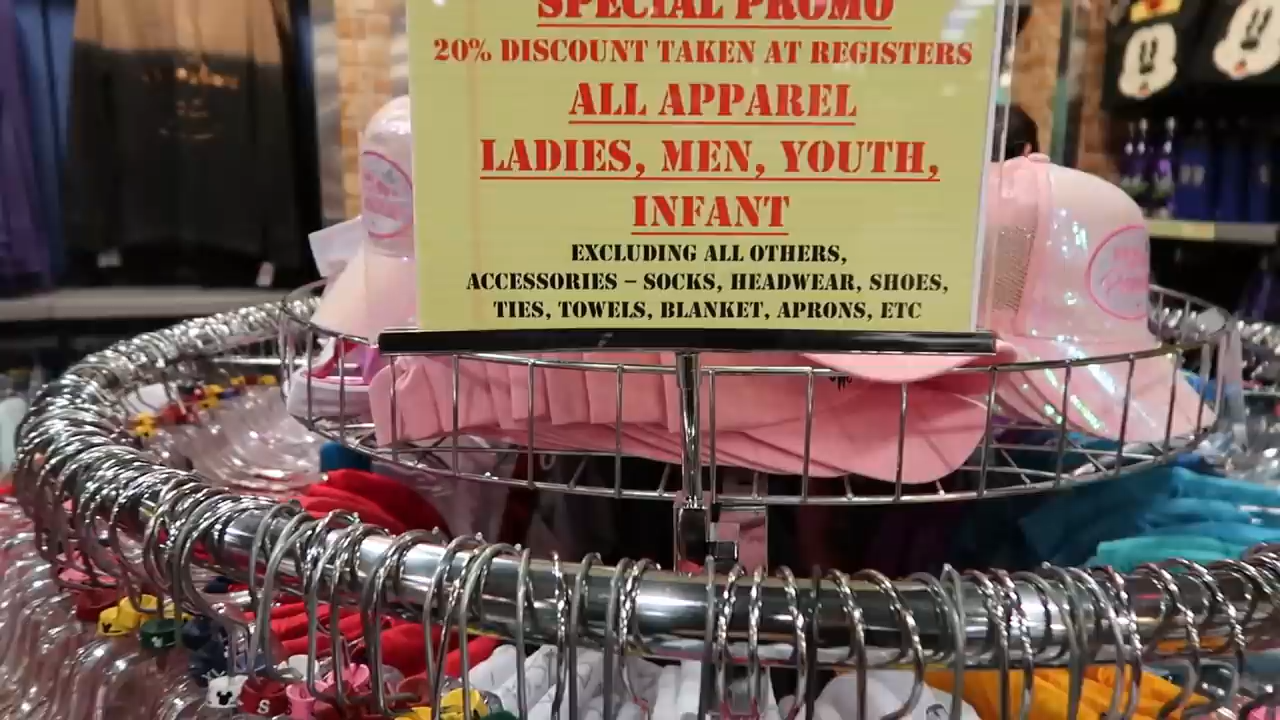 SPECIAL PROMO
20% DISCOUNT TAKEN AT REGISTERS
ALL APPAREL
LADIES, MEN, YOUTH,
INFANT
EXCLUDING ALL OTHERS,
ACCESSORIES – SOCKS, HEADWEAR, SHOES,
TIES, TOWELS, BLANKET, APRONS, ETC
S